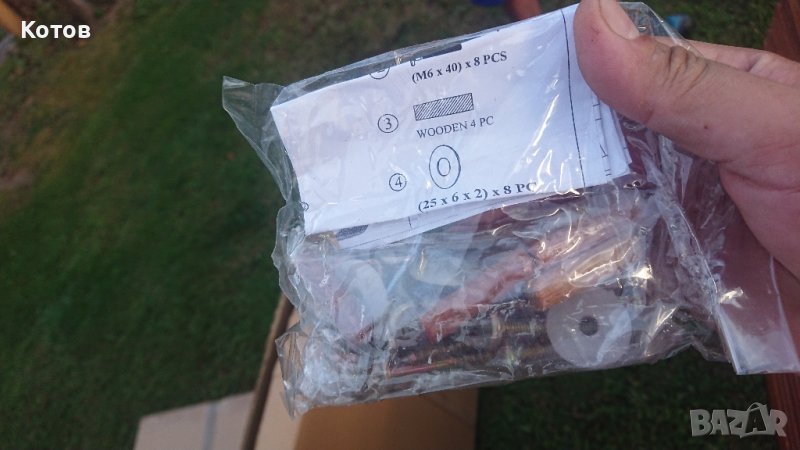 Котов
(M6 x 40) x 8 PCS
3
WOODEN 4 PC
4
(25 x 6 x 2) x 8 PC
BAZAR